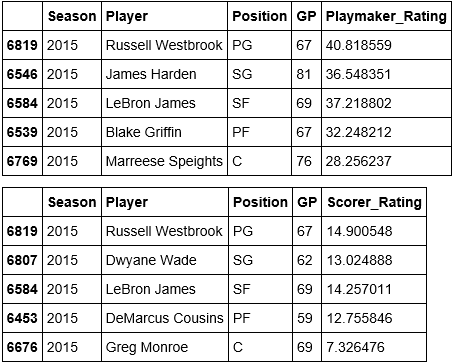 Season Player Position GP Playmaker_Rating
6819 2015 Russell Westbrook PG 67 40.818559
6546 2015 James Harden SG 81 36.548351
6584 2015 LeBron James SF 69 37.218802
6539 2015 Blake Griffin PF 67 32.248212
6769 2015 Marreese Speights C 76 28.256237
Season Player Position GP Scorer_Rating
6819 2015 Russell Westbrook PG 67 14.900548
6807 2015 Dwyane Wade SG 62 13.024888
6584 2015 LeBron James SF 69 14.257011
6453 2015 DeMarcus Cousins PF 59 12.755846
6676 2015 Greg Monroe C 69 7.326476